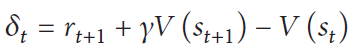 δₜ = rₜ₊₁ + γV (sₜ₊₁) − V (sₜ)